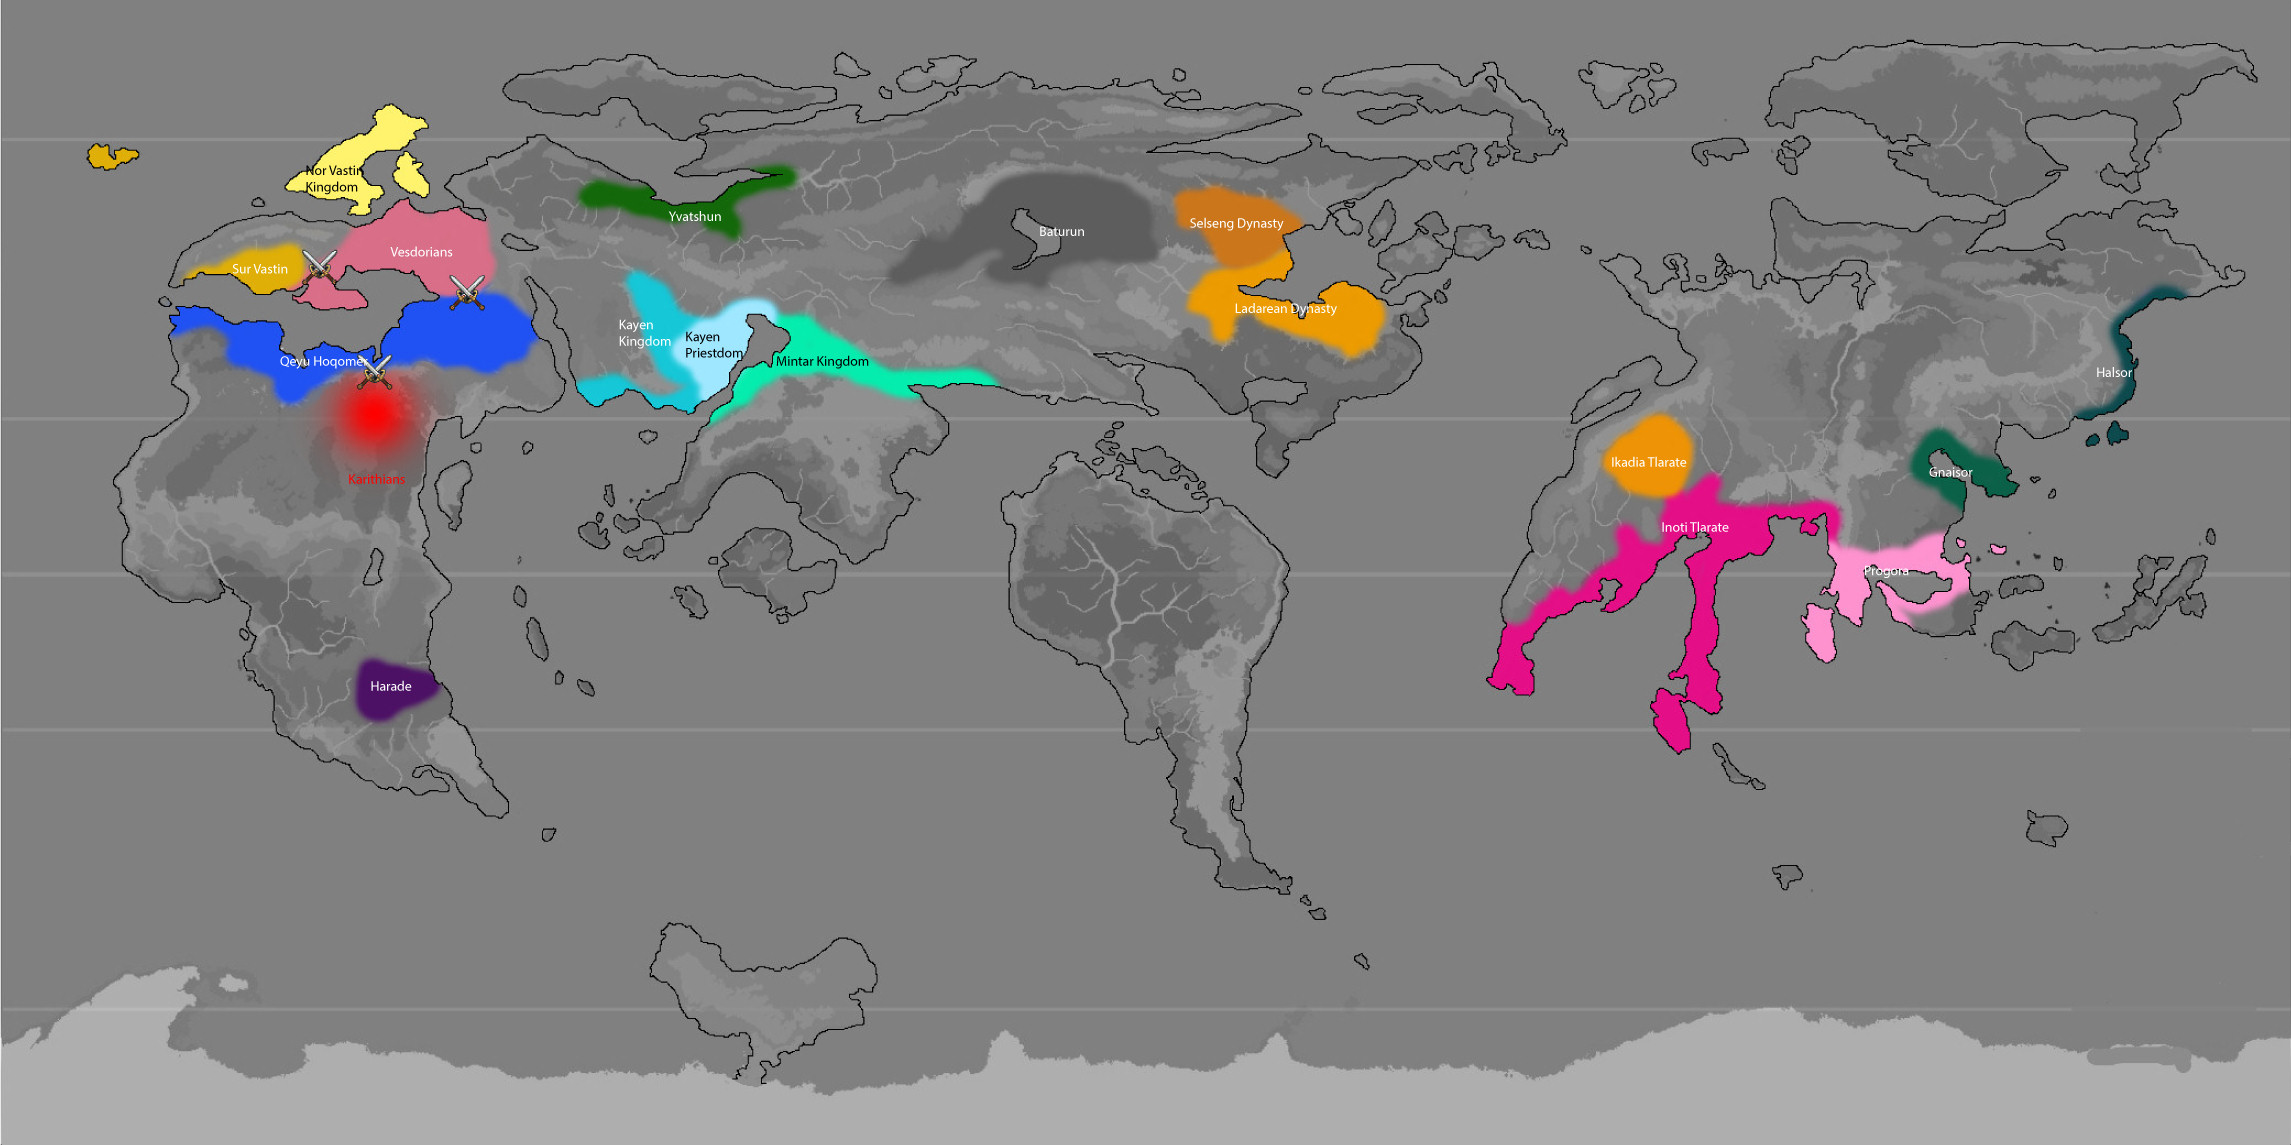 Nor Vastin
Kingdom
Yvatshun
Vesdorians
Sur Vastin
Baturun
Selseng Dynasty
Ladarean Dynasty
Kayen
Kingdom
Kayen
Priestdom
Mintar Kingdom
Qeyu Hoqomer
Karithians
Harade
Halsor
Ikadia Tlarate
Gnaisor
Inoti Tlarate
Progora